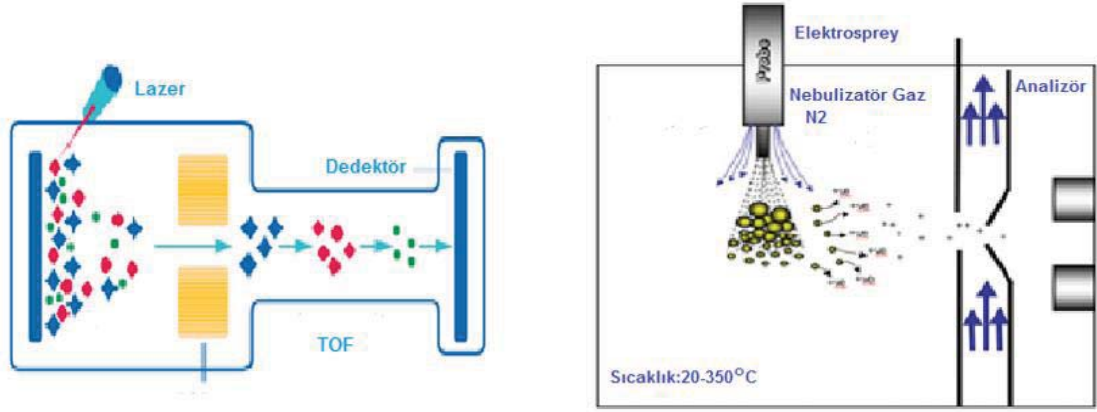 Lazer
Dedektör
TOF
Probe
Elektrosprey
Nebulizatör Gaz
N2
Analizör
Sıcaklık:20-350°C